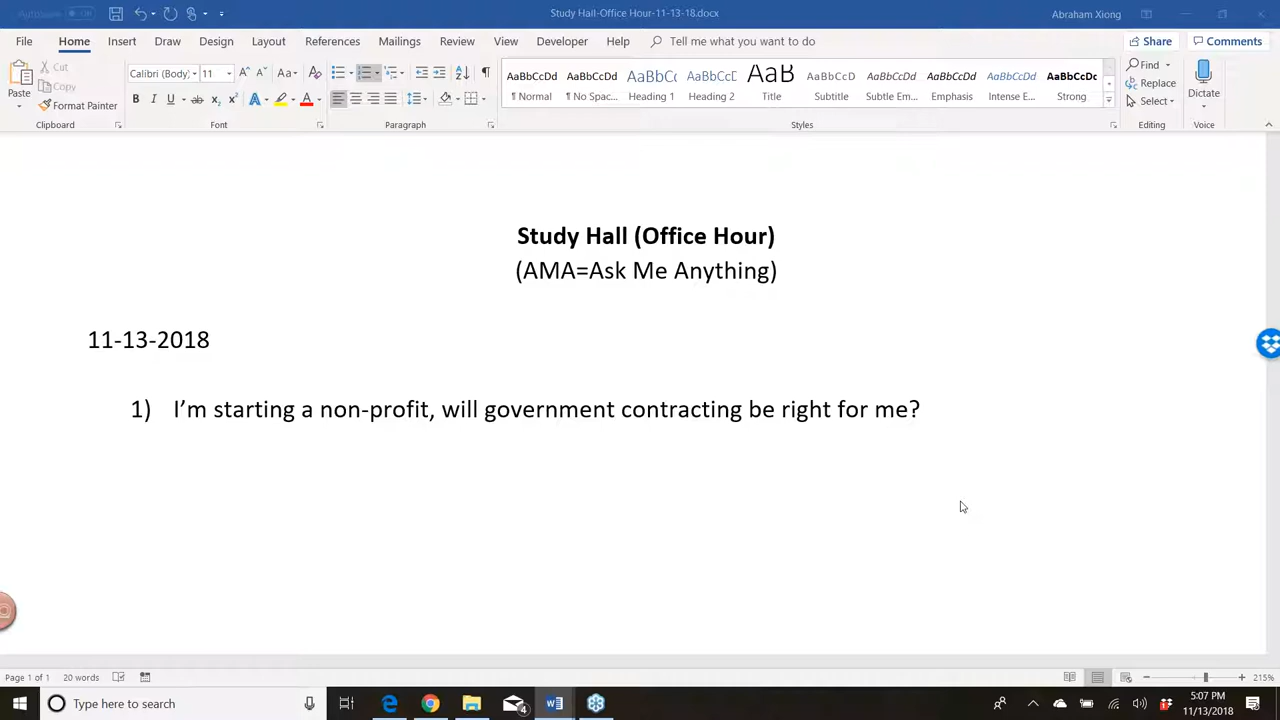 AutoSave Off
Study Hall-Office Hour-11-13-18.docx
Abraham Xiong
File Home Insert Draw Design Layout References Mailings Review View Developer Help Tell me what you want to do
Share Comments
Paste
Cut
Copy
Format Painter
Calibri (Body) 11
AaBbCcDd AaBbCcDd AaBbCc AaBbCcD AaB AaBbCcDd AaBbCcDd AaBbCcDd AaBbCcDd AaBbCcDc
¶ Normal ¶ No Spac... Heading 1 Heading 2 Title Subtitle Subtle Em... Emphasis Intense E... Strong
Find
Replace
Select
Dictate
Clipboard Font Paragraph Styles Editing Voice
Study Hall (Office Hour)
(AMA=Ask Me Anything)
11-13-2018
1) I'm starting a non-profit, will government contracting be right for me?
Page 1 of 1 20 words
215%
Type here to search
4
5:07 PM
11/13/2018